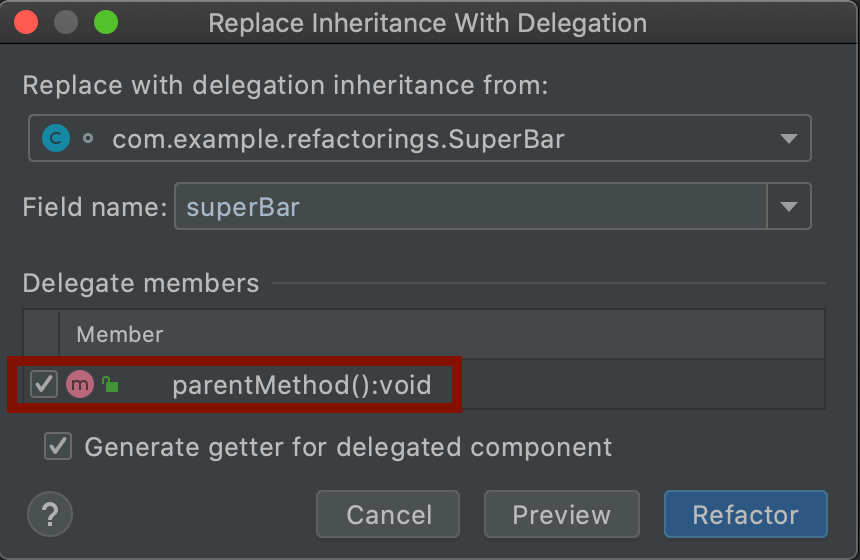 Replace Inheritance With Delegation
Replace with delegation inheritance from:
C com.example.refactorings.SuperBar
Field name: superBar
Delegate members
Member
m parentMethod():void
Generate getter for delegated component
? Cancel Preview Refactor